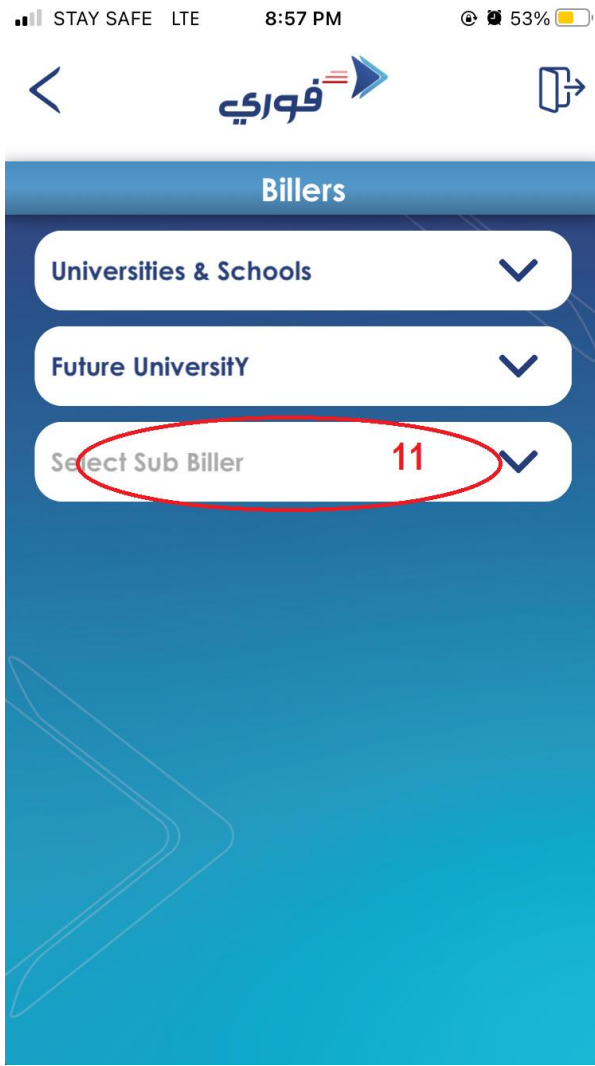 STAY SAFE LTE 8:57 PM 53%
فوري
Billers
Universities & Schools
Future UniversitY
Select Sub Biller 11